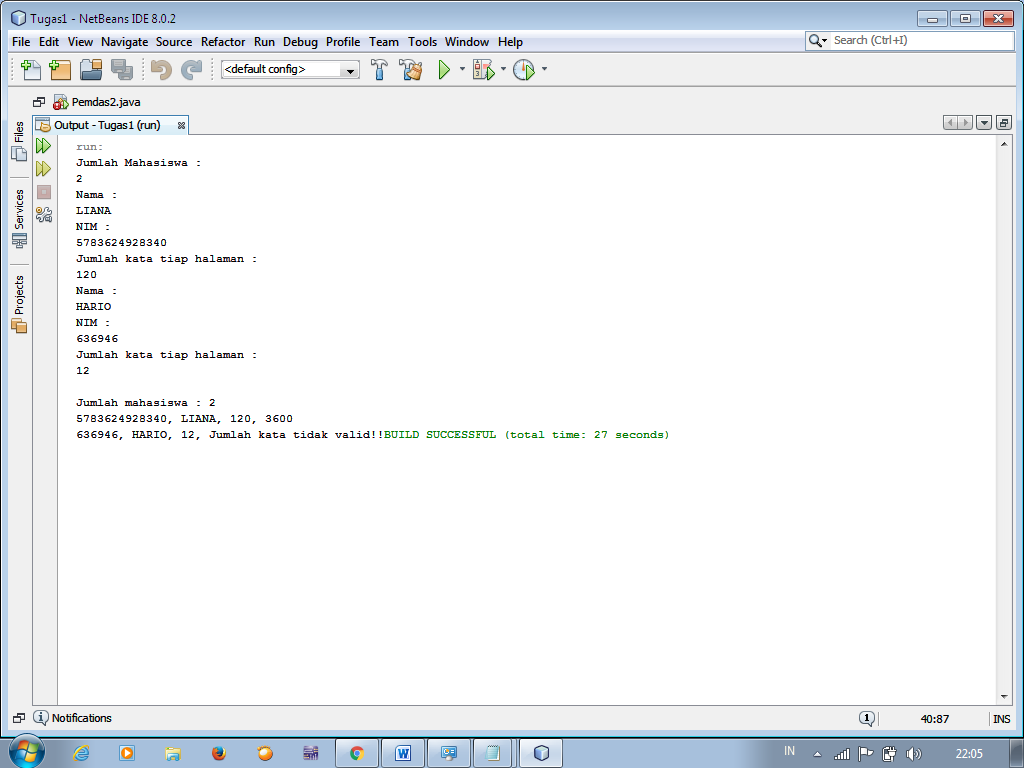 Tugas1 - NetBeans IDE 8.0.2
File Edit View Navigate Source Refactor Run Debug Profile Team Tools Window Help
Search (Ctrl+I)
<default config>
Pemdas2.java
Output - Tugas1 (run)
Files
Services
Projects
run:
Jumlah Mahasiswa :
2
Nama :
LIANA
NIM :
5783624928340
Jumlah kata tiap halaman :
120
Nama :
HARIO
NIM :
636946
Jumlah kata tiap halaman :
12
Jumlah mahasiswa : 2
5783624928340, LIANA, 120, 3600
636946, HARIO, 12, Jumlah kata tidak valid!!BUILD SUCCESSFUL (total time: 27 seconds)
Notifications
1
40:87
INS
IN
22:05